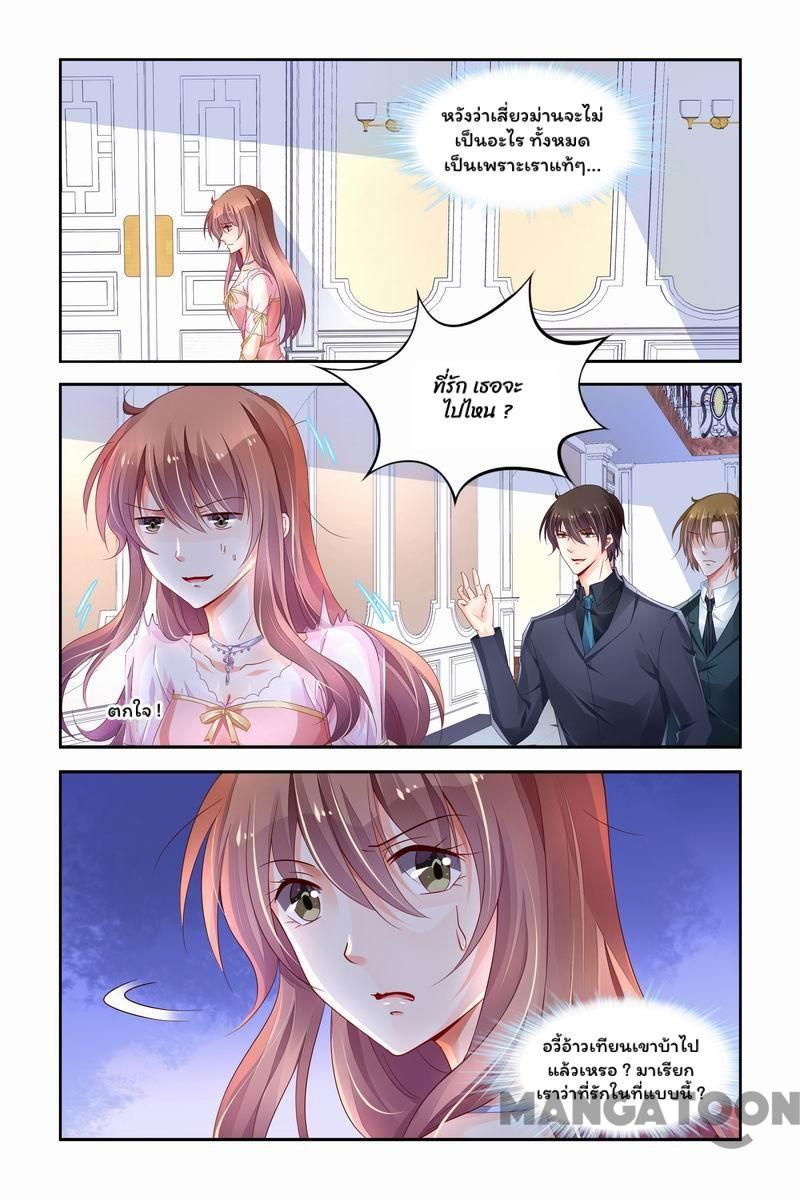 หวังว่าเสี่ยวม่านจะไม่
เป็นอะไร ทั้งหมด
เป็นเพราะเราแท้ๆ...
ที่รัก เธอจะ
ไปไหน ?
ตกใจ !
อวี้อ้าวเทียนเขาบ้าไป
แล้วเหรอ ? มาเรียก
เราว่าที่รักในที่แบบนี้ ?
MANGATOON